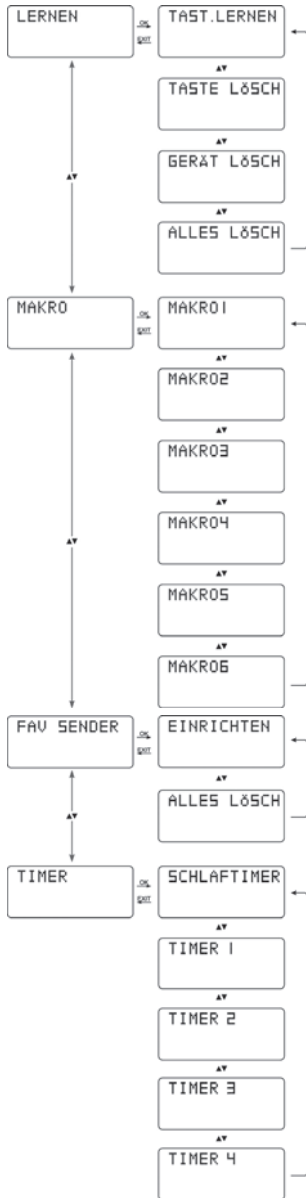 LERNEN
OK
EXIT
TAST.LERNEN
TASTE LöSCH
GERÄT LöSCH
ALLES LöSCH
MAKRO
OK
EXIT
MAKRO1
MAKRO2
MAKRO3
MAKRO4
MAKRO5
MAKRO6
FAV SENDER
OK
EXIT
EINRICHTEN
ALLES LöSCH
TIMER
OK
EXIT
SCHLAFTIMER
TIMER 1
TIMER 2
TIMER 3
TIMER 4